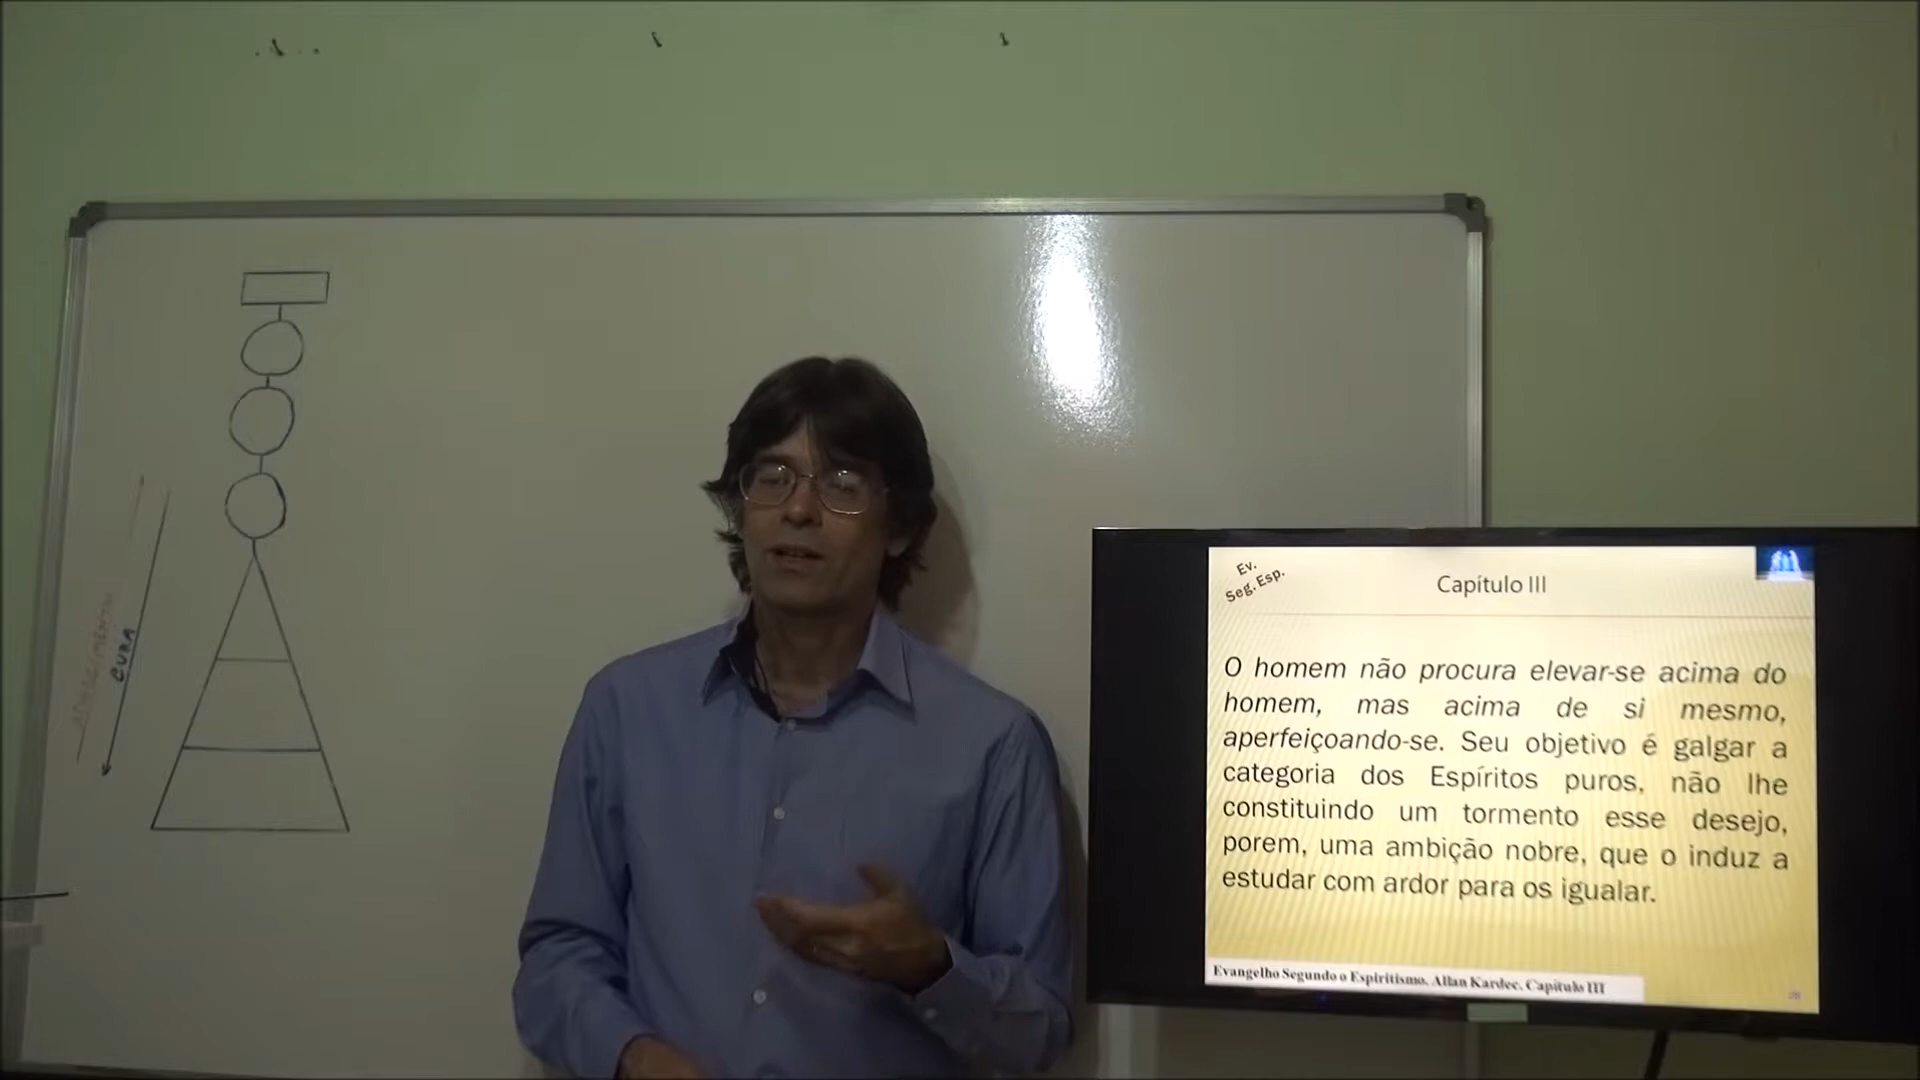 CURA
Ev.
Seg. Esp.
Capítulo III
O homem não procura elevar-se acima do
homem, mas acima de si mesmo,
aperfeiçoando-se. Seu objetivo é galgar a
categoria dos Espíritos puros, não lhe
constituindo um tormento esse desejo,
porem, uma ambição nobre, que o induz a
estudar com ardor para os igualar.
Evangelho Segundo o Espiritismo. Allan Kardec. Capítulo III